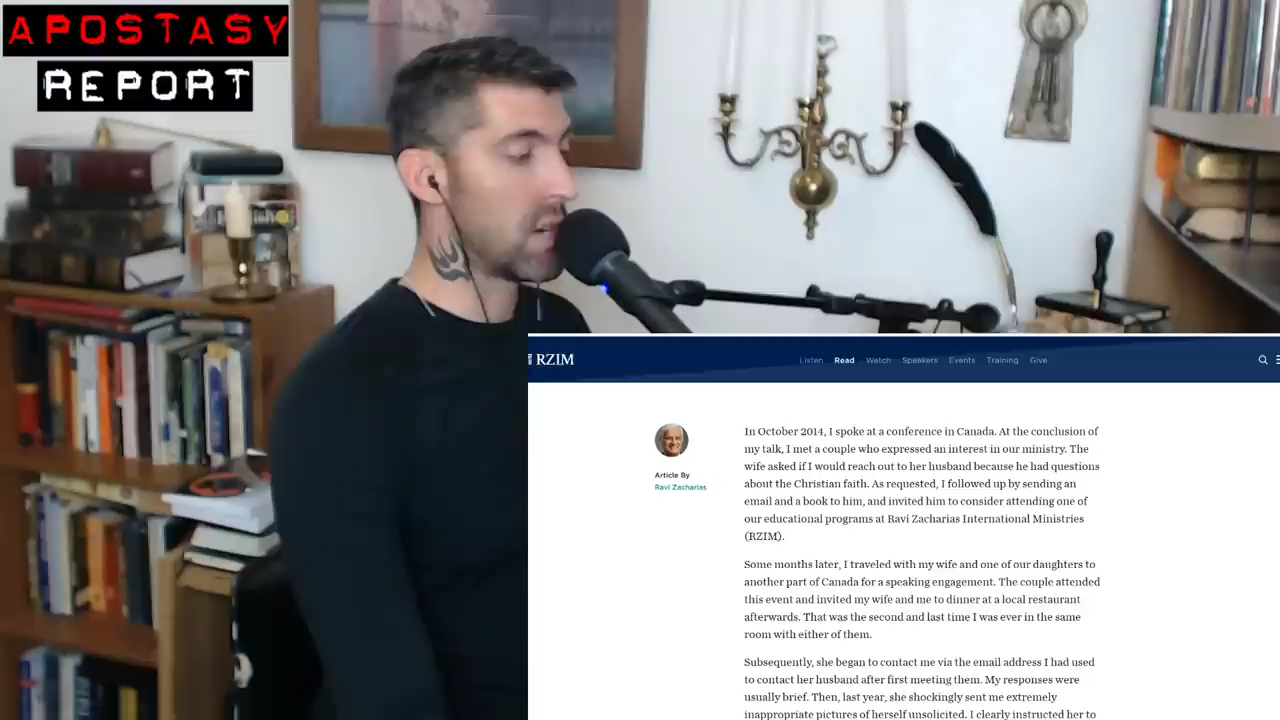 APOSTASY
REPORT
RZIM
Listen Read Watch Speakers Events Training Give
Article By
Ravi Zacharias
In October 2014, I spoke at a conference in Canada. At the conclusion of
my talk, I met a couple who expressed an interest in our ministry. The
wife asked if I would reach out to her husband because he had questions
about the Christian faith. As requested, I followed up by sending an
email and a book to him, and invited him to consider attending one of
our educational programs at Ravi Zacharias International Ministries
(RZIM).
Some months later, I traveled with my wife and one of our daughters to
another part of Canada for a speaking engagement. The couple attended
this event and invited my wife and me to dinner at a local restaurant
afterwards. That was the second and last time I was ever in the same
room with either of them.
Subsequently, she began to contact me via the email address I had used
to contact her husband after first meeting them. My responses were
usually brief. Then, last year, she shockingly sent me extremely
inappropriate pictures of herself unsolicited. I clearly instructed her to